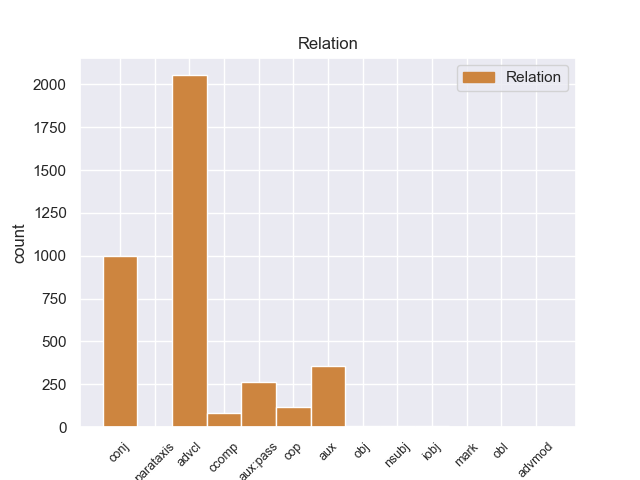 Relation
Relation
2000
1750
1500
1250
1000
750
500
250
0
count
conj
parataxis
advcl
ccomp
aux:pass
cop
aux
obj
nsubj
iobj
mark
obl
advmod